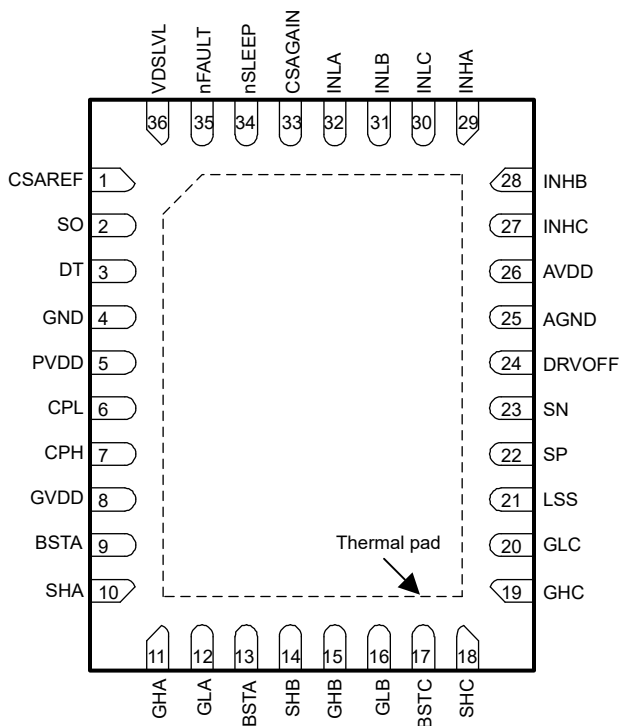 VDSLVL
nFAULT
nSLEEP
CSAGAIN
INLA
INLB
INLC
INHA
36
35
34
33
32
31
30
29
CSAREF 1
SO 2
DT 3
GND 4
PVDD 5
CPL 6
CPH 7
GVDD 8
BSTA 9
SHA 10
28 INHB
27 INHC
26 AVDD
25 AGND
24 DRVOFF
23 SN
22 SP
21 LSS
20 GLC
19 GHC
Thermal pad
11
12
13
14
15
16
17
18
GHA
GLA
BSTA
SHB
GHB
GLB
BSTC
SHC